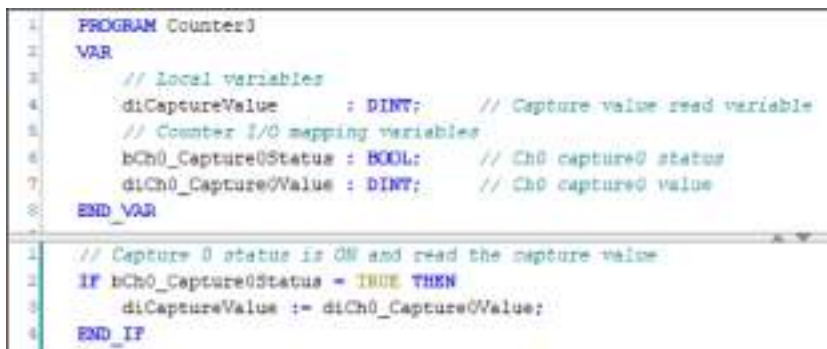 1 PROGRAM Counter3
2 VAR
3 // Local variables
4 diCaptureValue : DINT; // Capture value read variable
5 // Counter I/O mapping variables
6 bCh0_Capture0Status : BOOL; // Ch0 capture0 status
7 diCh0_Capture0Value : DINT; // Ch0 capture0 value
8 END_VAR
1 // Capture 0 status is ON and read the capture value
2 IF bCh0_Capture0Status = TRUE THEN
3 diCaptureValue := diCh0_Capture0Value;
4 END_IF